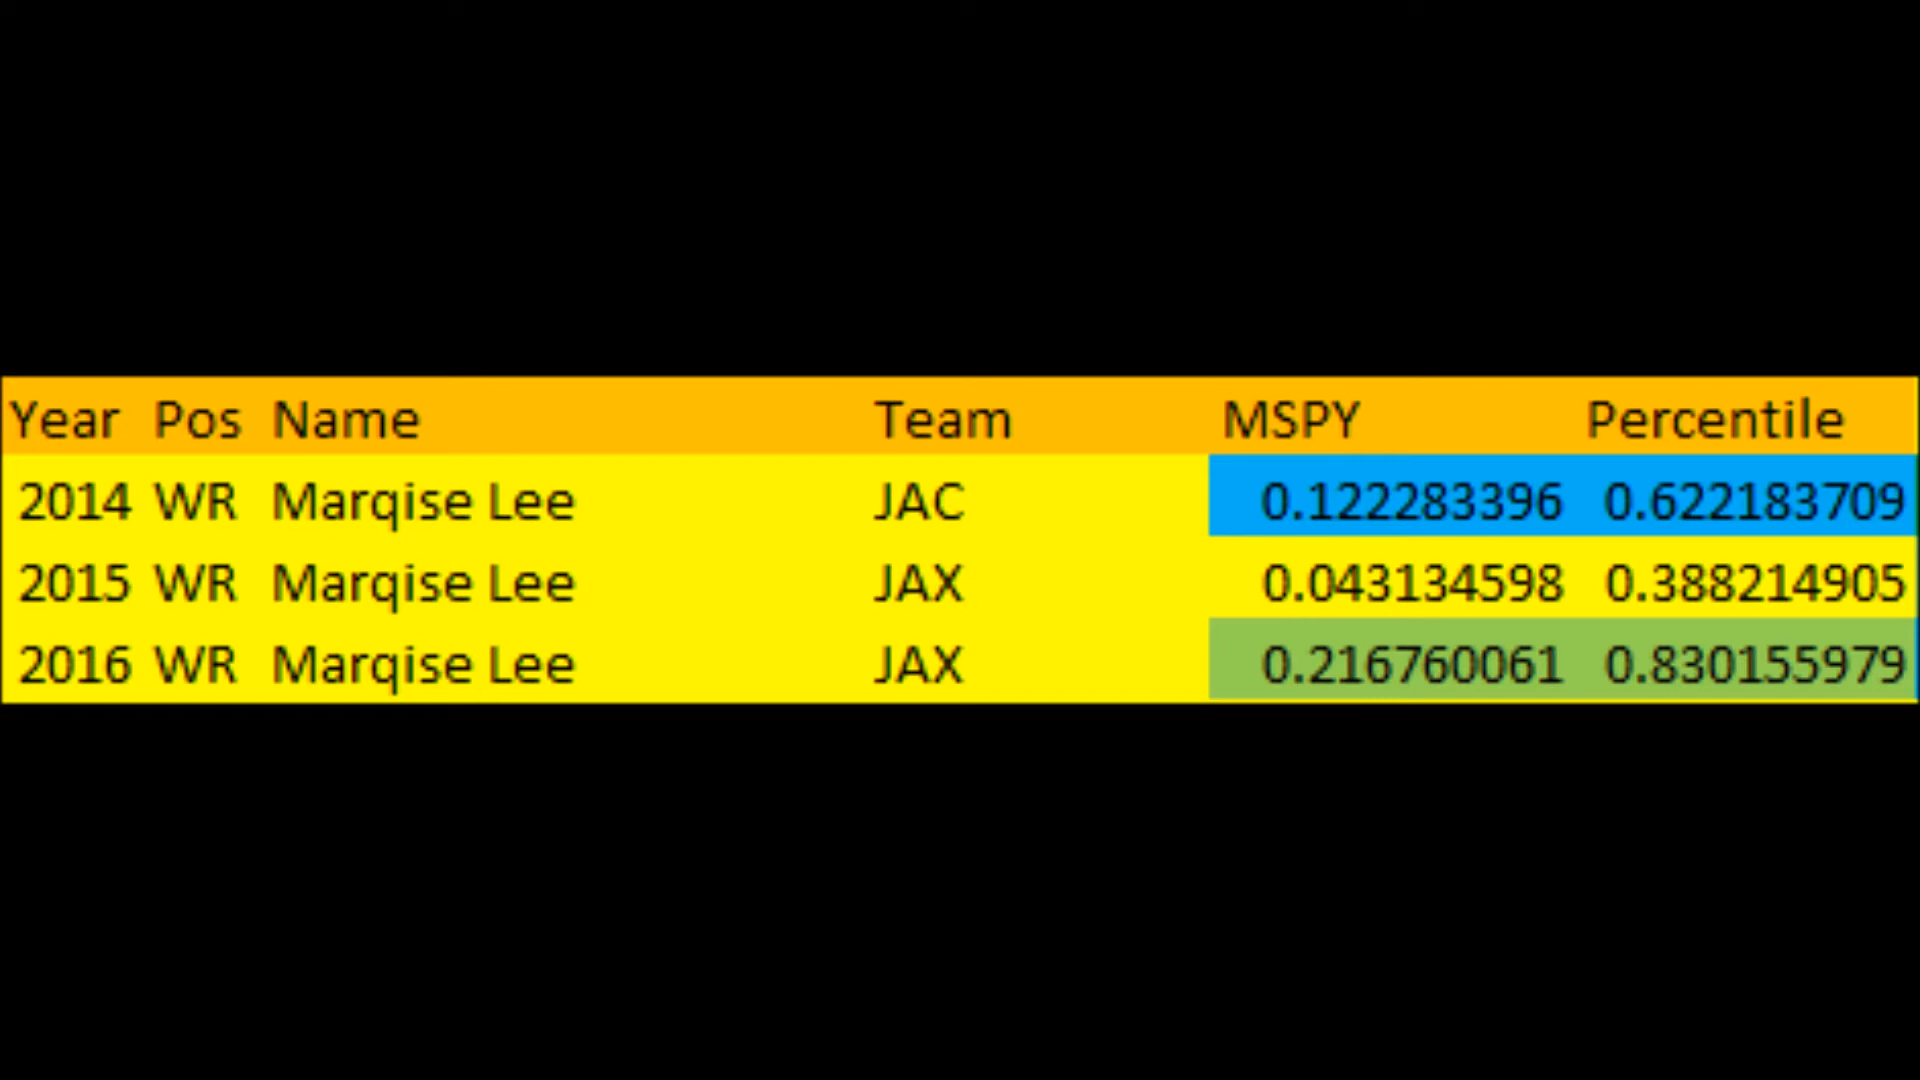 Year Pos Name Team MSPY Percentile
2014 WR Marqise Lee JAC 0.122283396 0.622183709
2015 WR Marqise Lee JAX 0.043134598 0.388214905
2016 WR Marqise Lee JAX 0.216760061 0.830155979